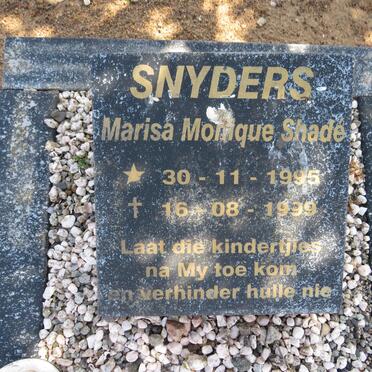 SNYDERS
Marisa Monique Shadé
★ 30 - 11 - 1995
✝ 16 - 08 - 1999
Laat die kindertjies
na My toe kom
en verhinder hulle nie